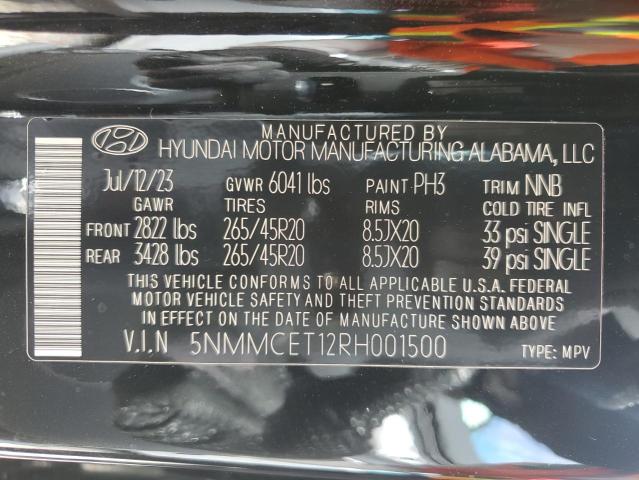 MANUFACTURED BY
HYUNDAI MOTOR MANUFACTURING ALABAMA, LLC
Jul/12/23 GVWR 6041 lbs PAINT PH3 TRIM NNB
GAWR TIRES RIMS COLD TIRE INFL
FRONT 2822 lbs 265/45R20 8.5JX20 33 psi SINGLE
REAR 3428 lbs 265/45R20 8.5JX20 39 psi SINGLE
THIS VEHICLE CONFORMS TO ALL APPLICABLE U.S.A. FEDERAL
MOTOR VEHICLE SAFETY AND THEFT PREVENTION STANDARDS
IN EFFECT ON THE DATE OF MANUFACTURE SHOWN ABOVE.
V.I.N 5NMMCET12RH001500 TYPE: MPV